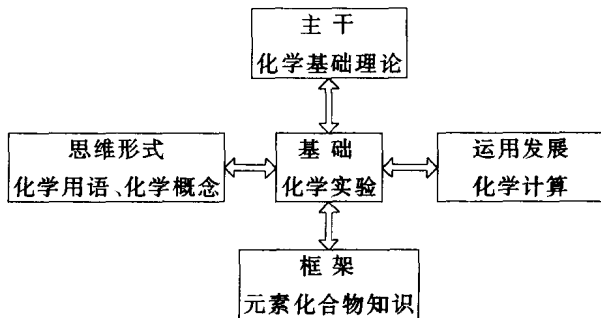 主 干
化学基础理论
思维形式
化学用语、化学概念
基 础
化学实验
运用发展
化学计算
框 架
元素化合物知识